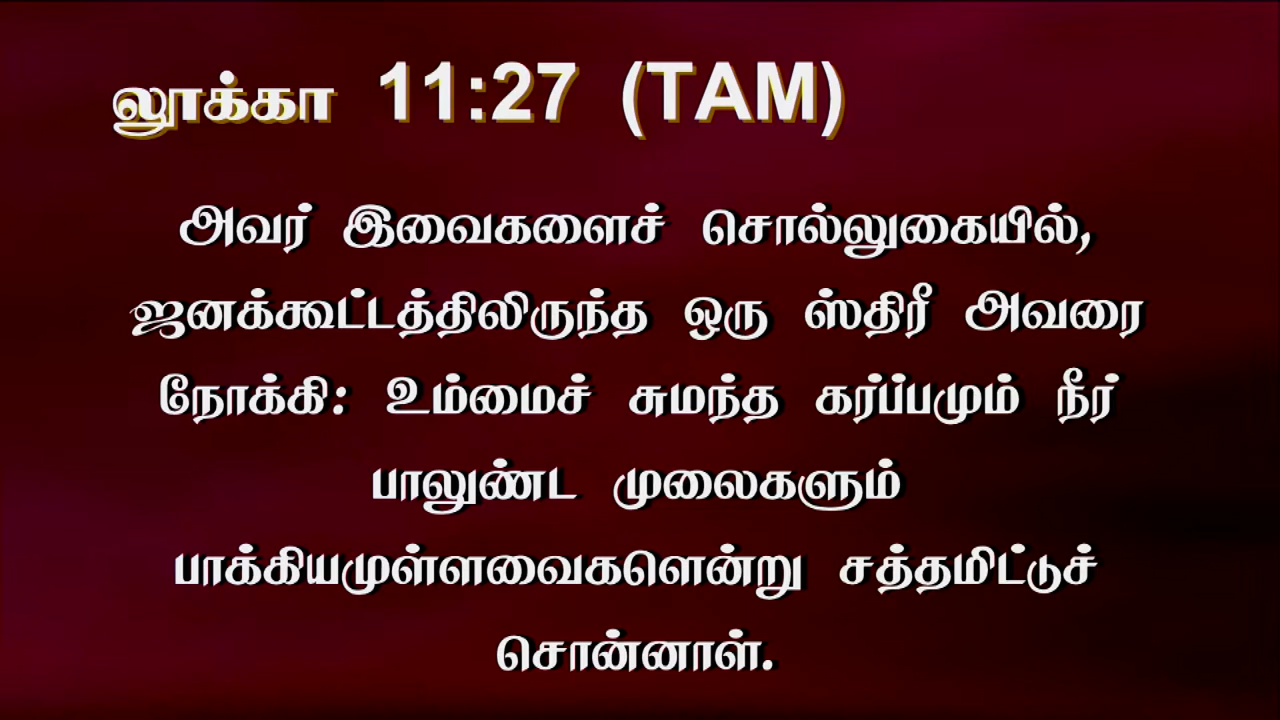 லூக்கா 11:27 (TAM)
அவர் இவைகளைச் சொல்லுகையில்,
ஜனக்கூட்டத்திலிருந்த ஒரு ஸ்திரீ அவரை
நோக்கி: உம்மைச் சுமந்த கர்ப்பமும் நீர்
பாலுண்ட முலைகளும்
பாக்கியமுள்ளவைகளென்று சத்தமிட்டுச்
சொன்னாள்.